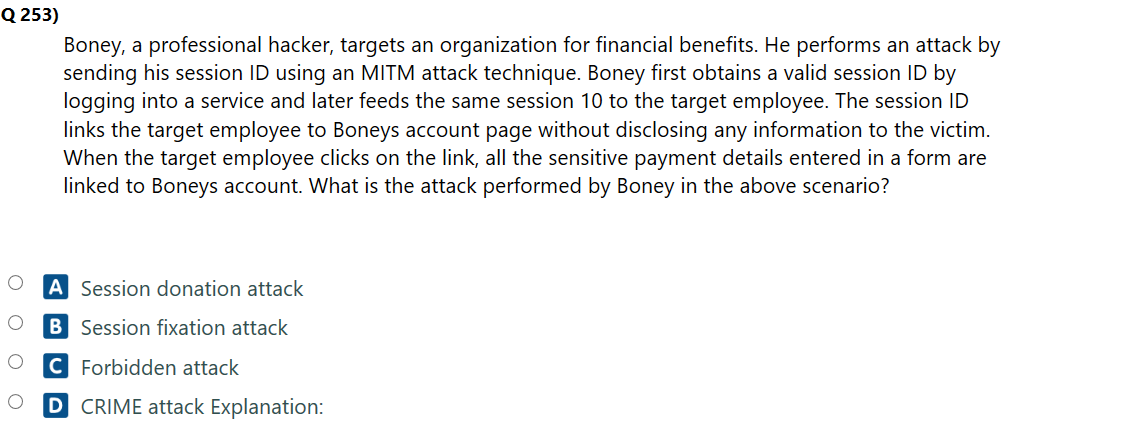 Q 253)
Boney, a professional hacker, targets an organization for financial benefits. He performs an attack by
sending his session ID using an MITM attack technique. Boney first obtains a valid session ID by
logging into a service and later feeds the same session 10 to the target employee. The session ID
links the target employee to Boneys account page without disclosing any information to the victim.
When the target employee clicks on the link, all the sensitive payment details entered in a form are
linked to Boneys account. What is the attack performed by Boney in the above scenario?
A Session donation attack
B Session fixation attack
C Forbidden attack
D CRIME attack Explanation: